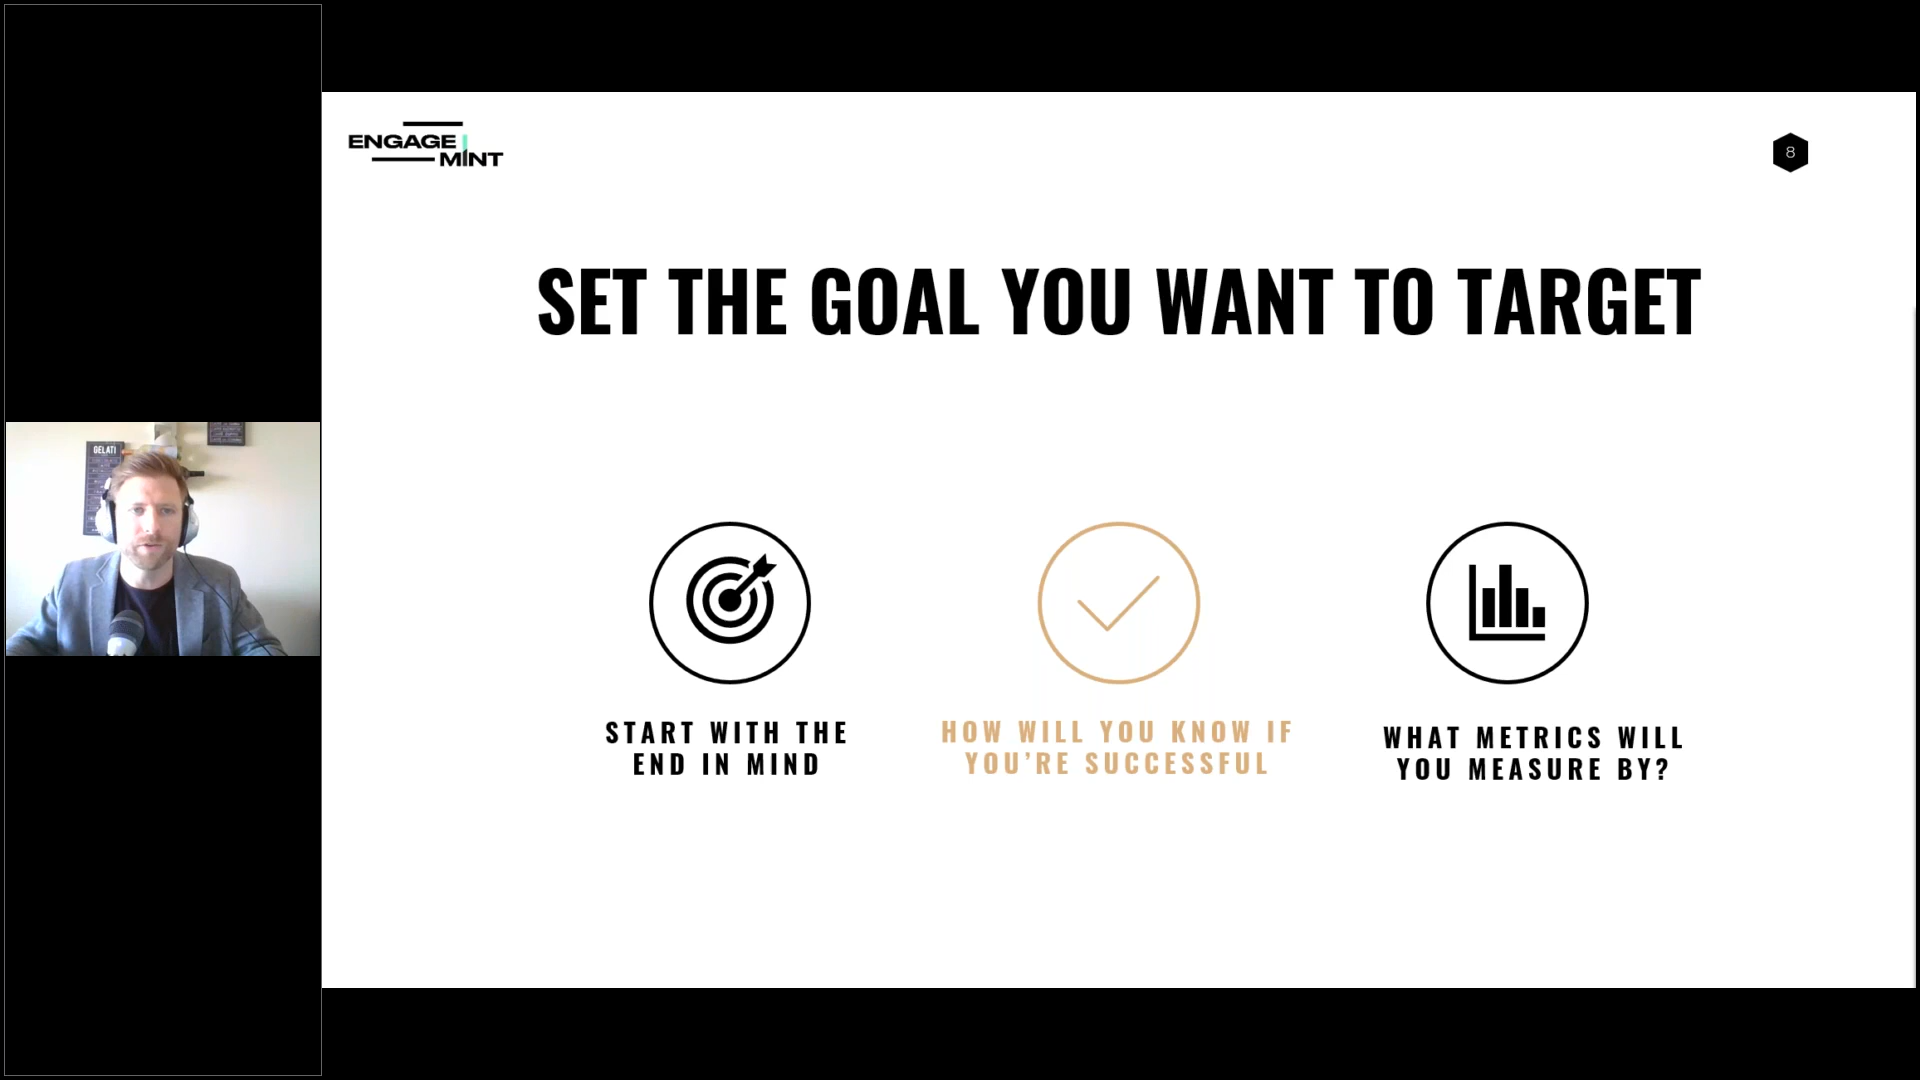 ENGAGE
MINT
8
SET THE GOAL YOU WANT TO TARGET
START WITH THE
END IN MIND
HOW WILL YOU KNOW IF
YOU'RE SUCCESSFUL
WHAT METRICS WILL
YOU MEASURE BY?
GELATI